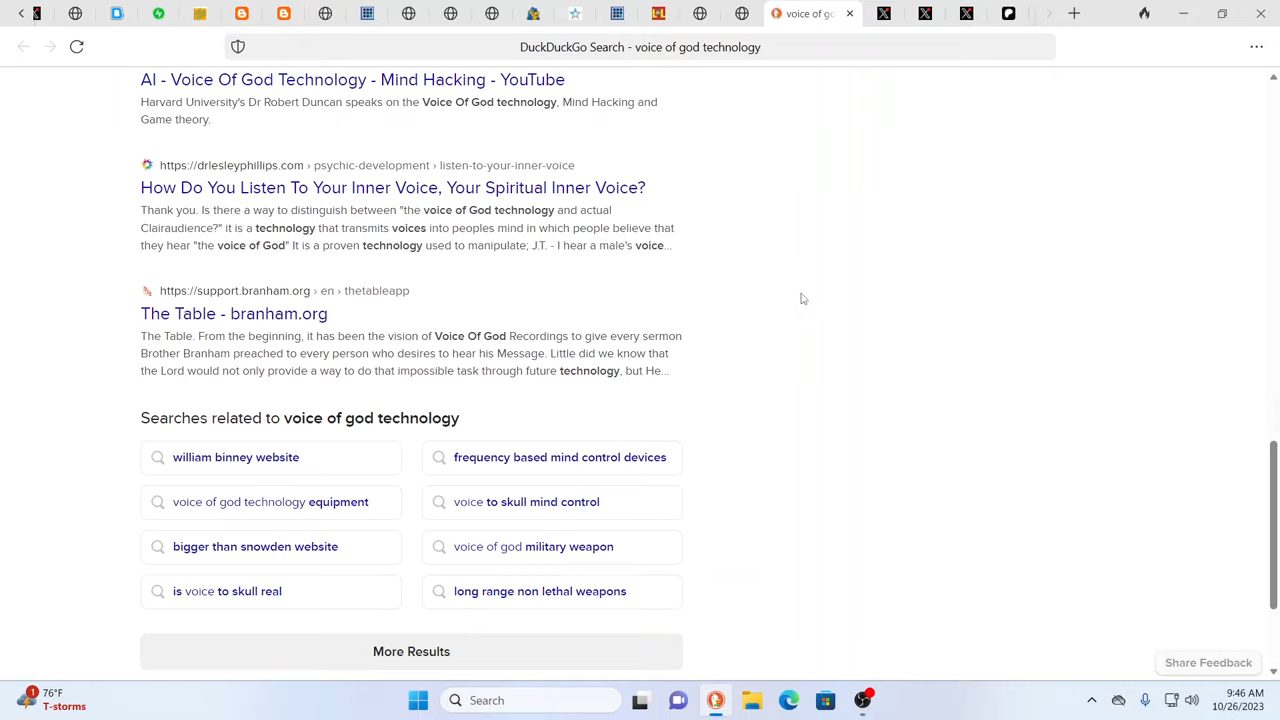 voice of go
DuckDuckGo Search - voice of god technology
AI - Voice Of God Technology - Mind Hacking - YouTube
Harvard University's Dr Robert Duncan speaks on the Voice Of God technology, Mind Hacking and
Game theory.
https://drlesleyphillips.com › psychic-development › listen-to-your-inner-voice
How Do You Listen To Your Inner Voice, Your Spiritual Inner Voice?
Thank you. Is there a way to distinguish between "the voice of God technology and actual
Clairaudience?" it is a technology that transmits voices into peoples mind in which people believe that
they hear "the voice of God" It is a proven technology used to manipulate; J.T. - I hear a male's voice...
https://support.branham.org › en › thetableapp
The Table - branham.org
The Table. From the beginning, it has been the vision of Voice Of God Recordings to give every sermon
Brother Branham preached to every person who desires to hear his Message. Little did we know that
the Lord would not only provide a way to do that impossible task through future technology, but He...
Searches related to voice of god technology
william binney website
frequency based mind control devices
voice of god technology equipment
voice to skull mind control
bigger than snowden website
voice of god military weapon
is voice to skull real
long range non lethal weapons
More Results
Share Feedback
1
76°F
T-storms
Search
9:46 AM
10/26/2023